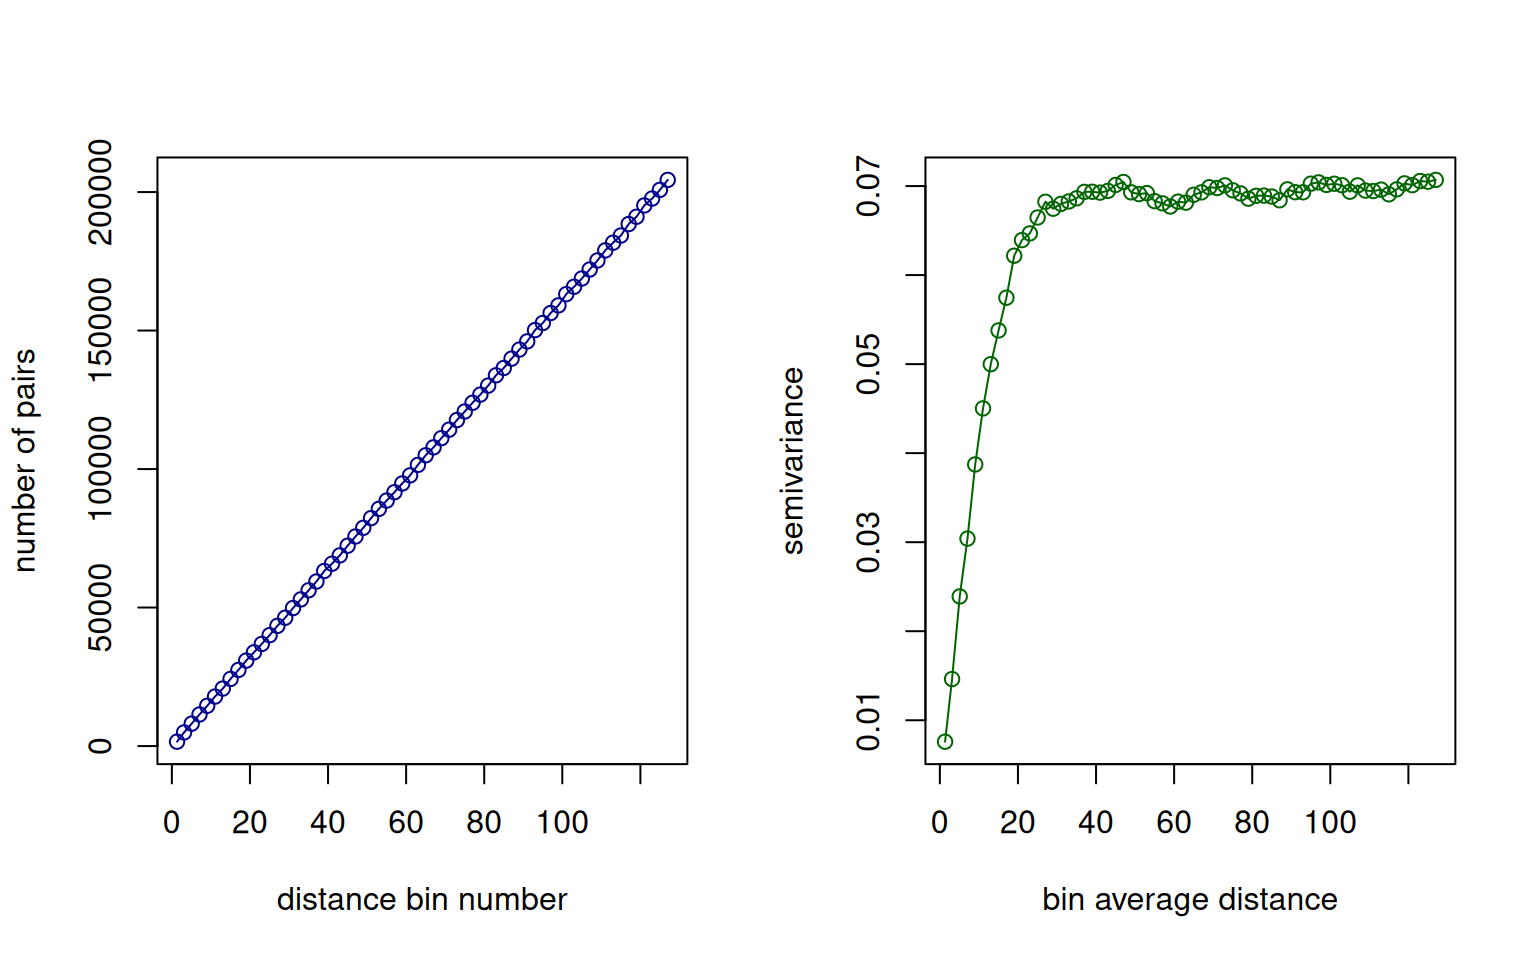 number of pairs
0 50000 100000 150000 200000
0 20 40 60 80 100
distance bin number
semivariance
0.01 0.03 0.05 0.07
0 20 40 60 80 100
bin average distance